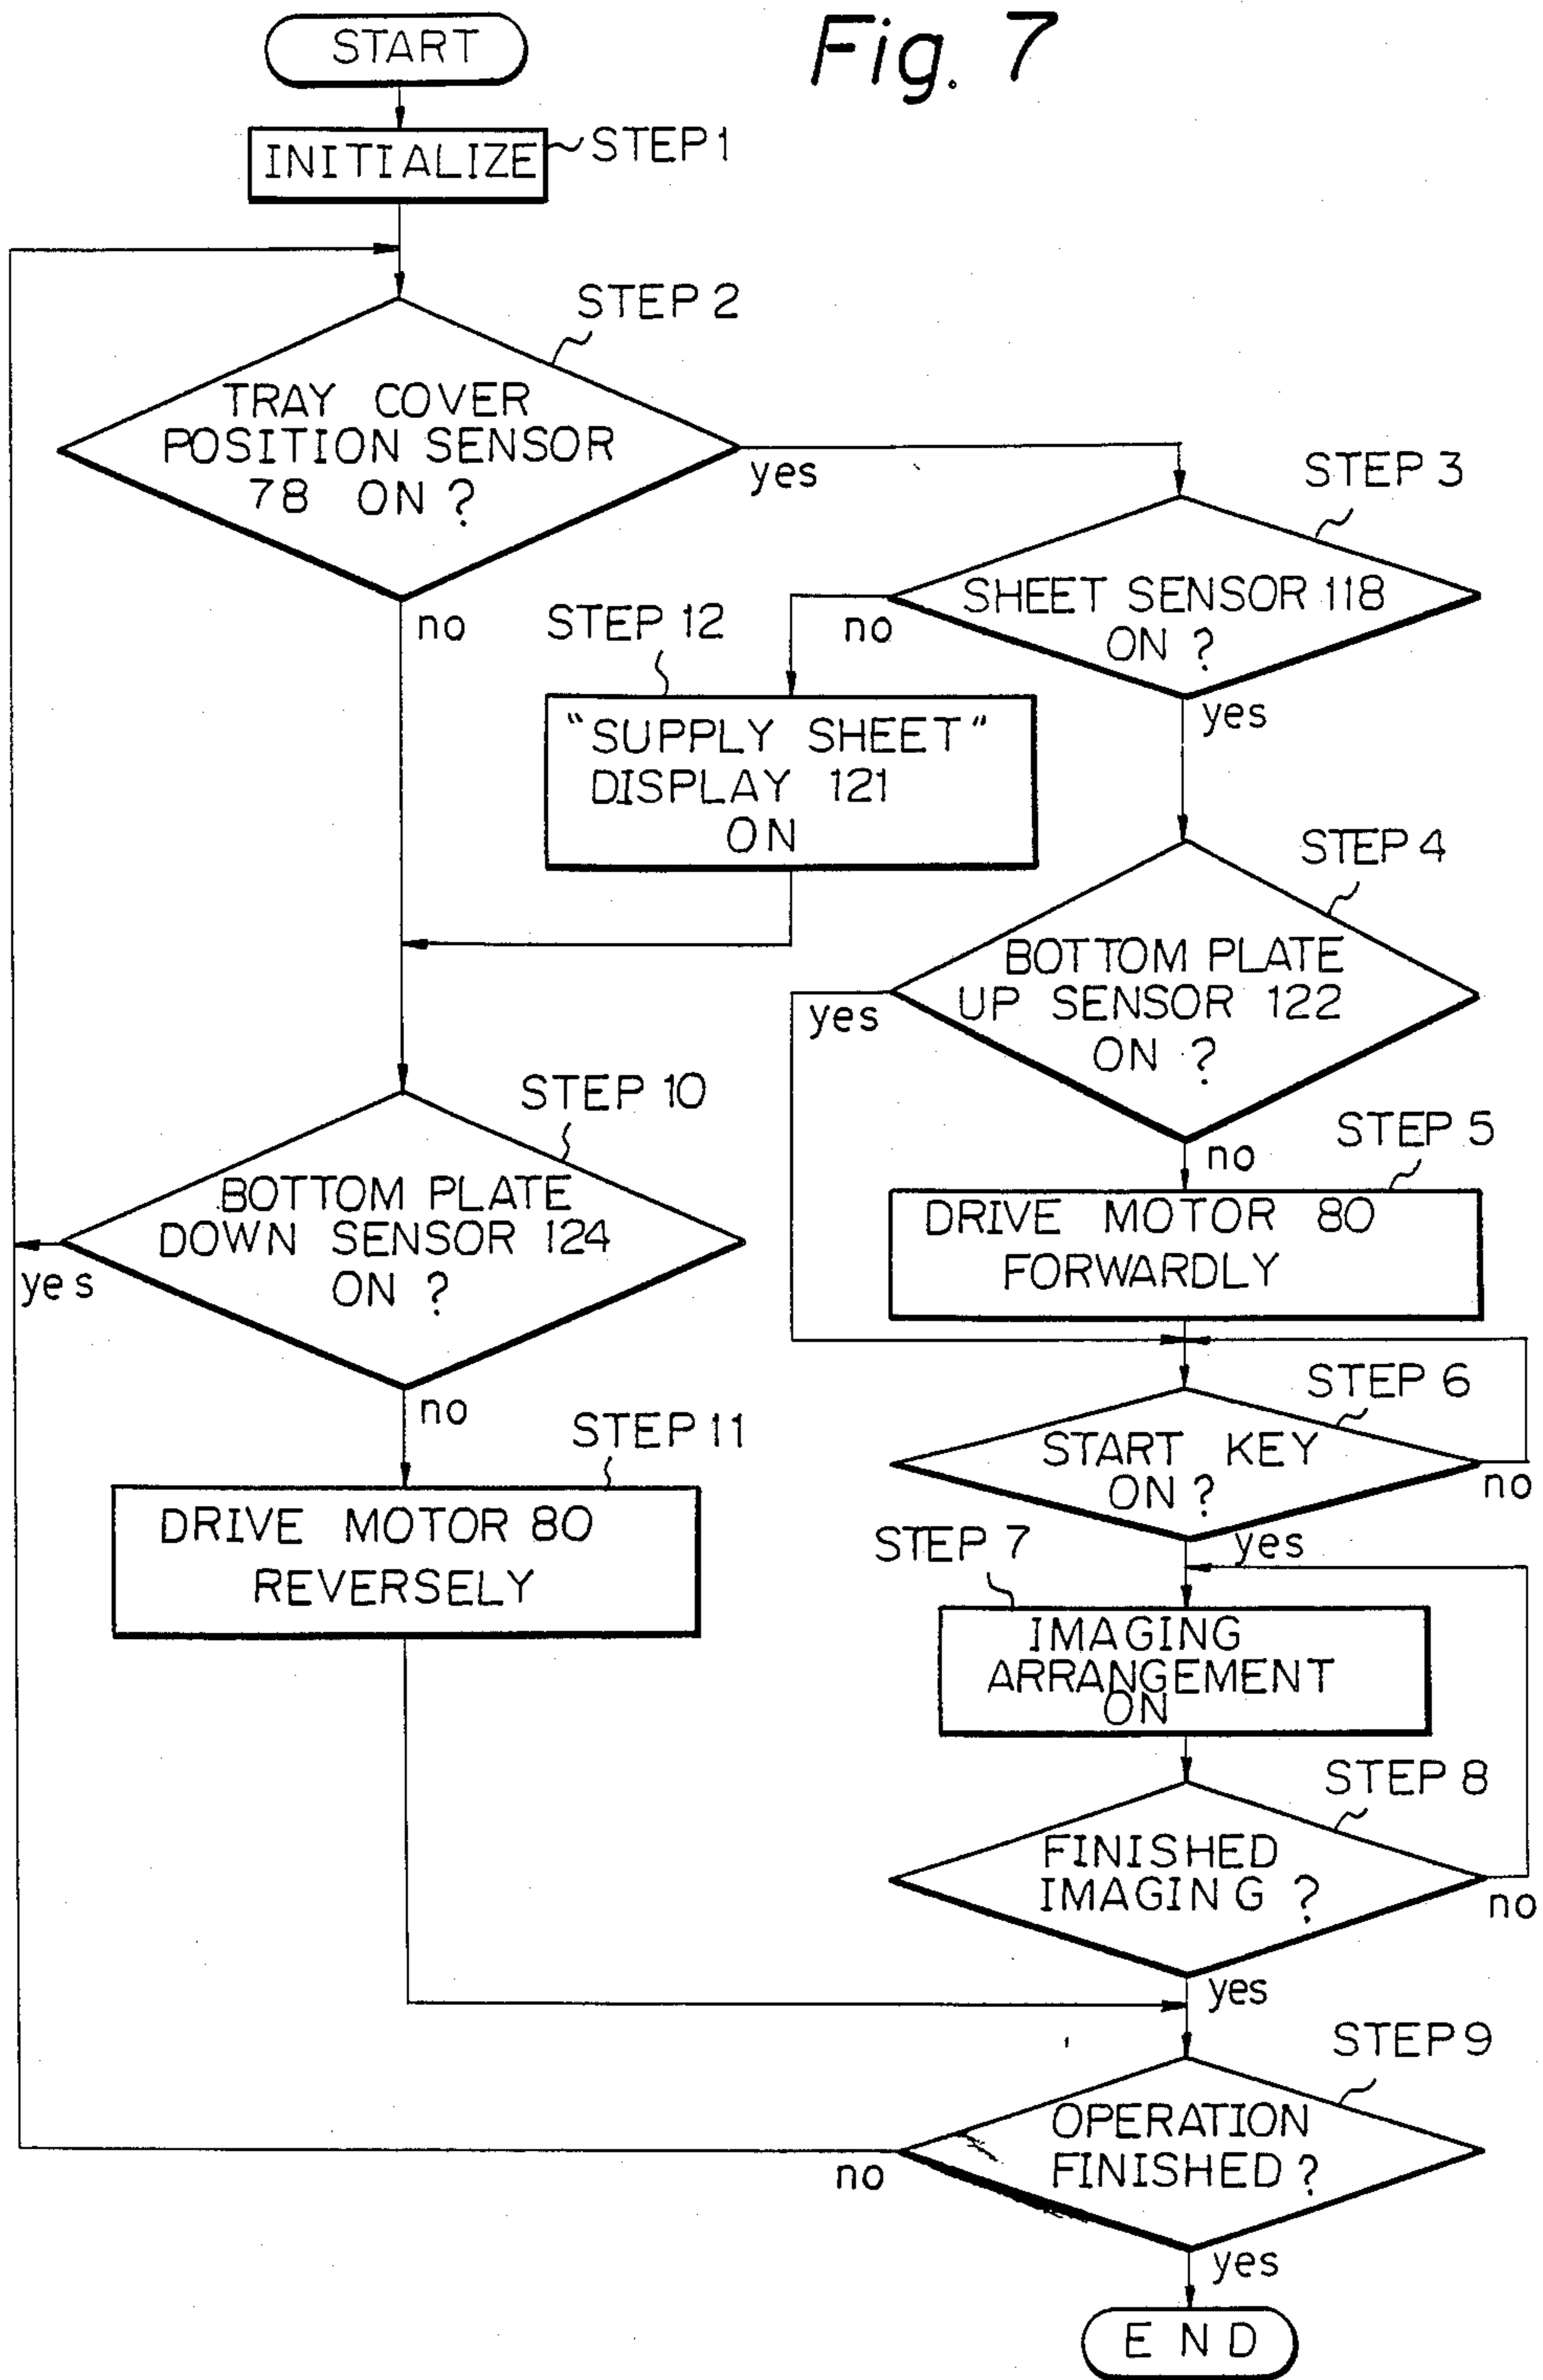 Fig. 7
START
INITIALIZE
STEP 1
STEP 2
TRAY COVER
POSITION SENSOR
78 ON ?
yes
no
STEP 3
SHEET SENSOR 118
ON ?
no
yes
STEP 12
"SUPPLY SHEET"
DISPLAY 121
ON
STEP 4
BOTTOM PLATE
UP SENSOR 122
ON ?
yes
no
STEP 5
DRIVE MOTOR 80
FORWARDLY
STEP 10
BOTTOM PLATE
DOWN SENSOR 124
ON ?
yes
no
STEP 11
DRIVE MOTOR 80
REVERSELY
STEP 6
START KEY
ON ?
no
yes
STEP 7
IMAGING
ARRANGEMENT
ON
STEP 8
FINISHED
IMAGING ?
no
yes
STEP 9
OPERATION
FINISHED ?
no
yes
END